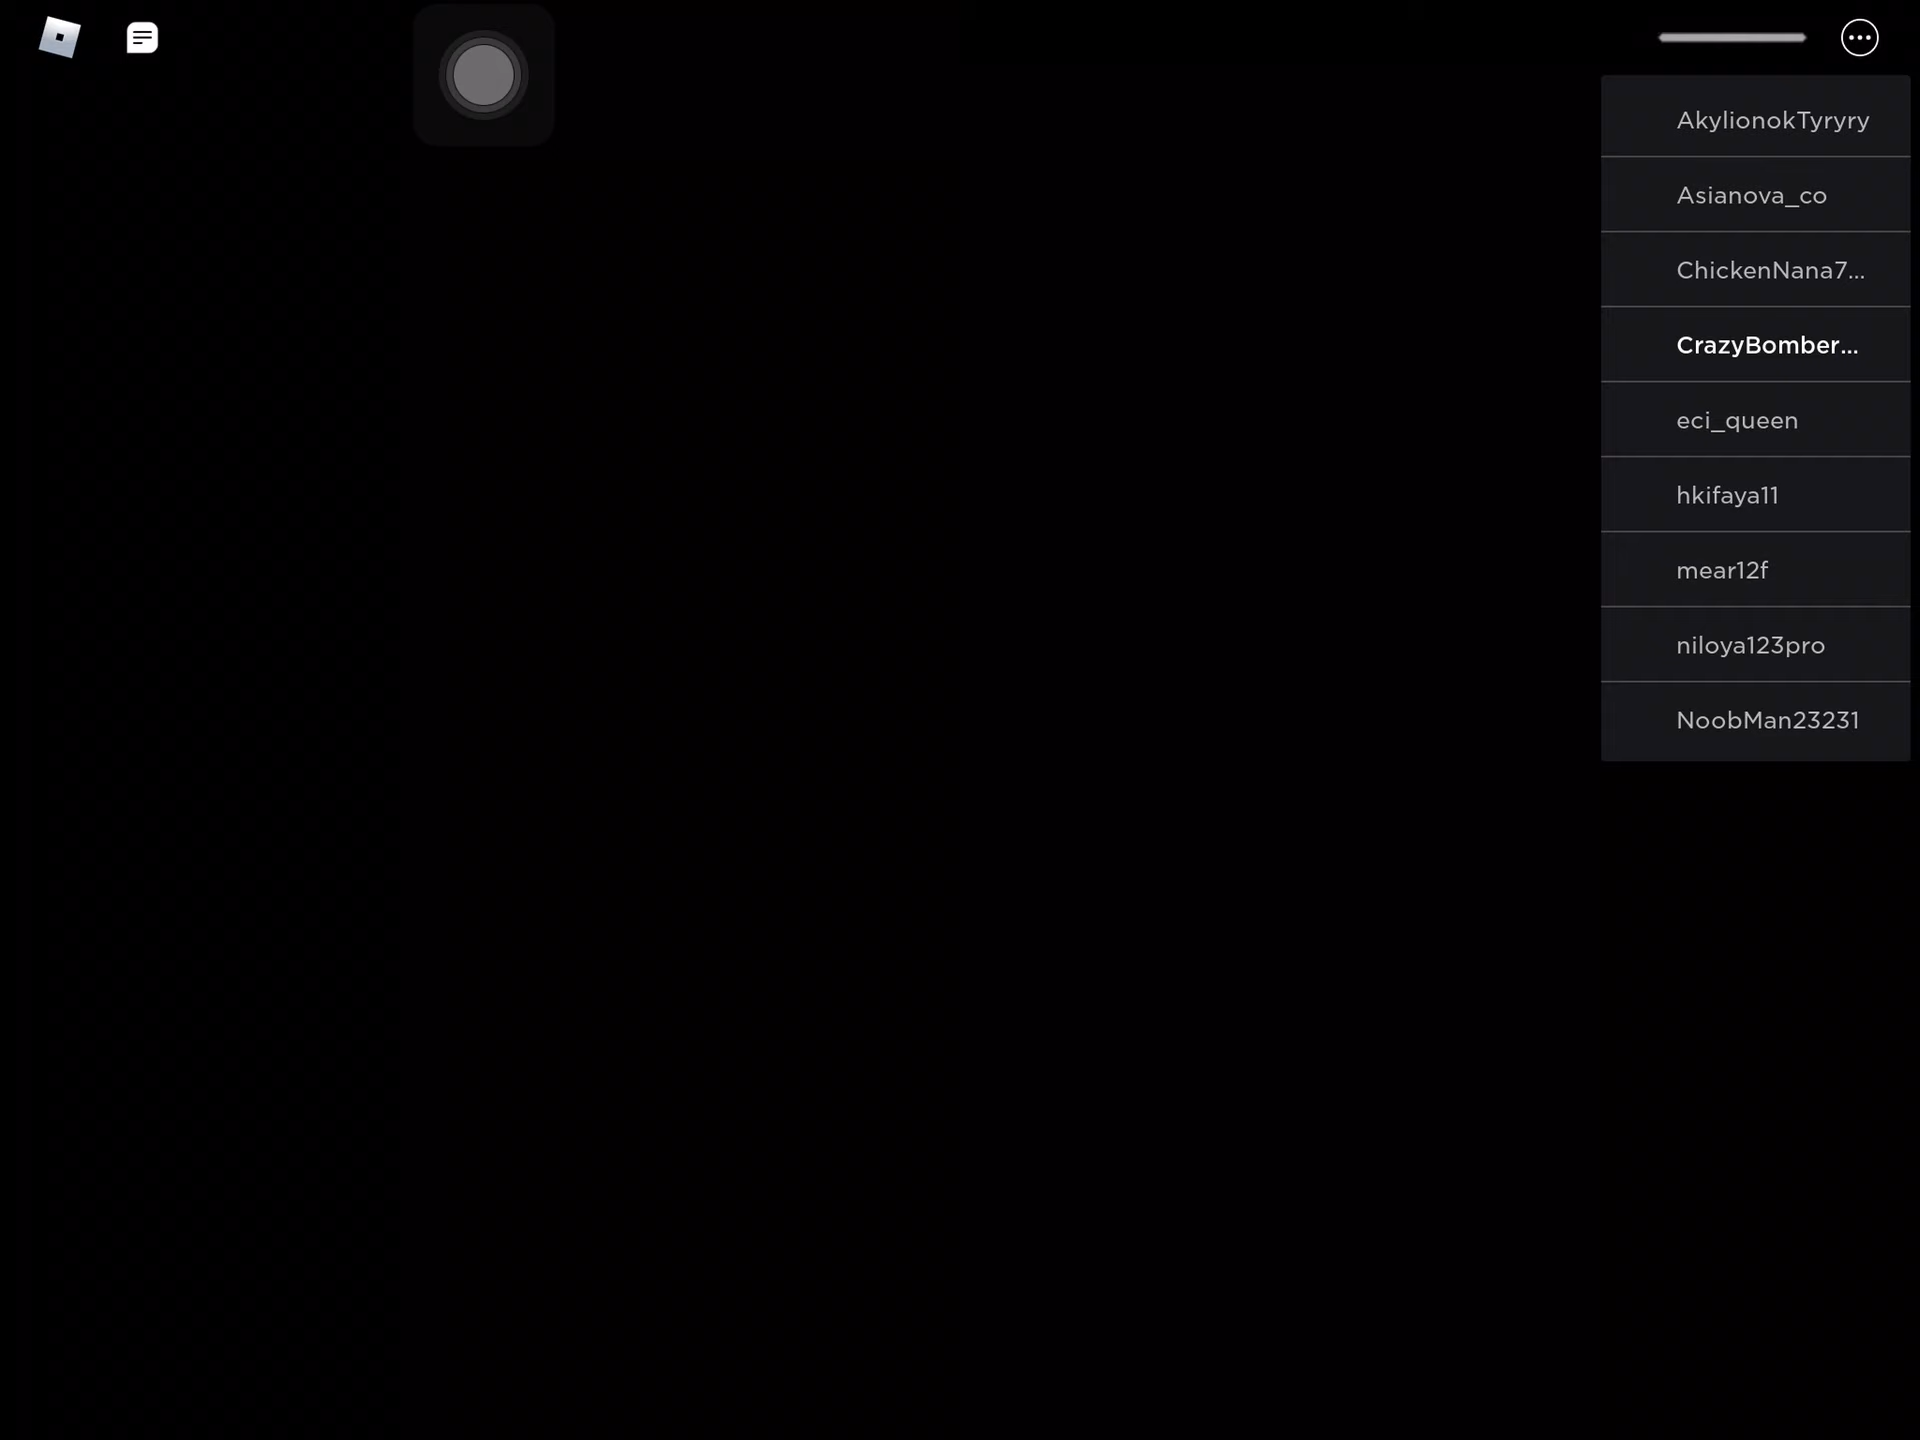 AkylionokTyryry
Asianova_co
ChickenNana7...
CrazyBomber...
eci_queen
hkifaya11
mear12f
niloya123pro
NoobMan23231